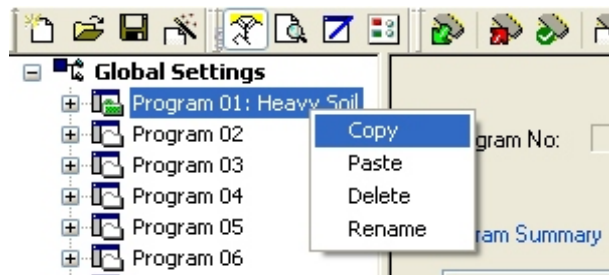 Global Settings
Program 01: Heavy Soil
Program 02
Program 03
Program 04
Program 05
Program 06
Copy
Paste
Delete
Rename
gram No:
ram Summary